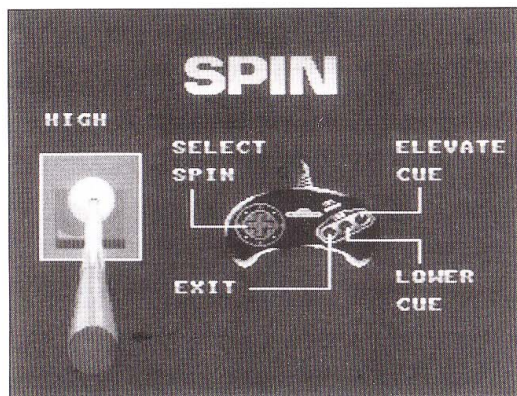 SPIN
HIGH
SELECT
SPIN
ELEVATE
CUE
EXIT
LOWER
CUE